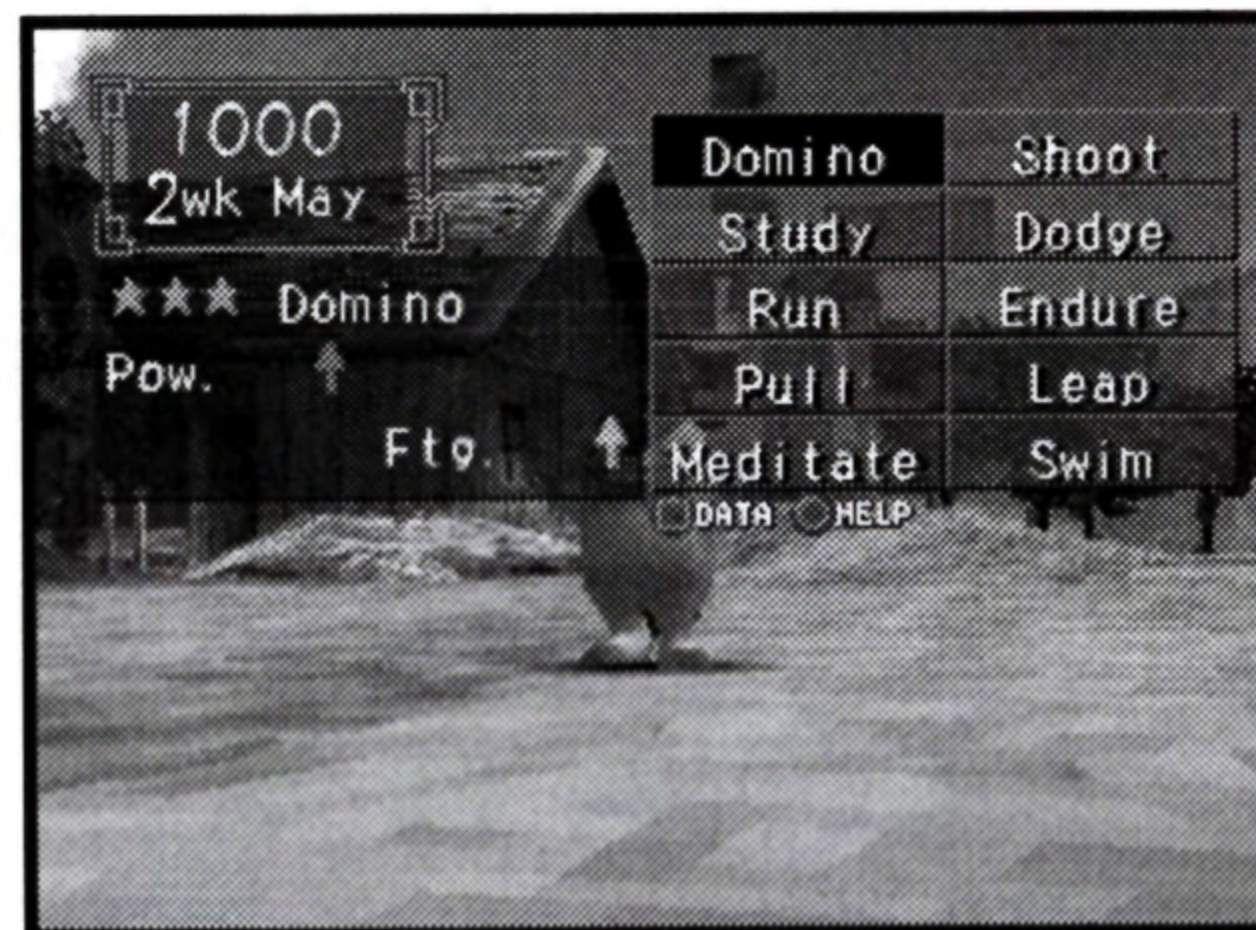 1000
2wk May
★★★ Domino
Pow. ↑
Ftg. ↑
Domino Shoot
Study Dodge
Run Endure
Pull Leap
Meditate Swim
DATA HELP